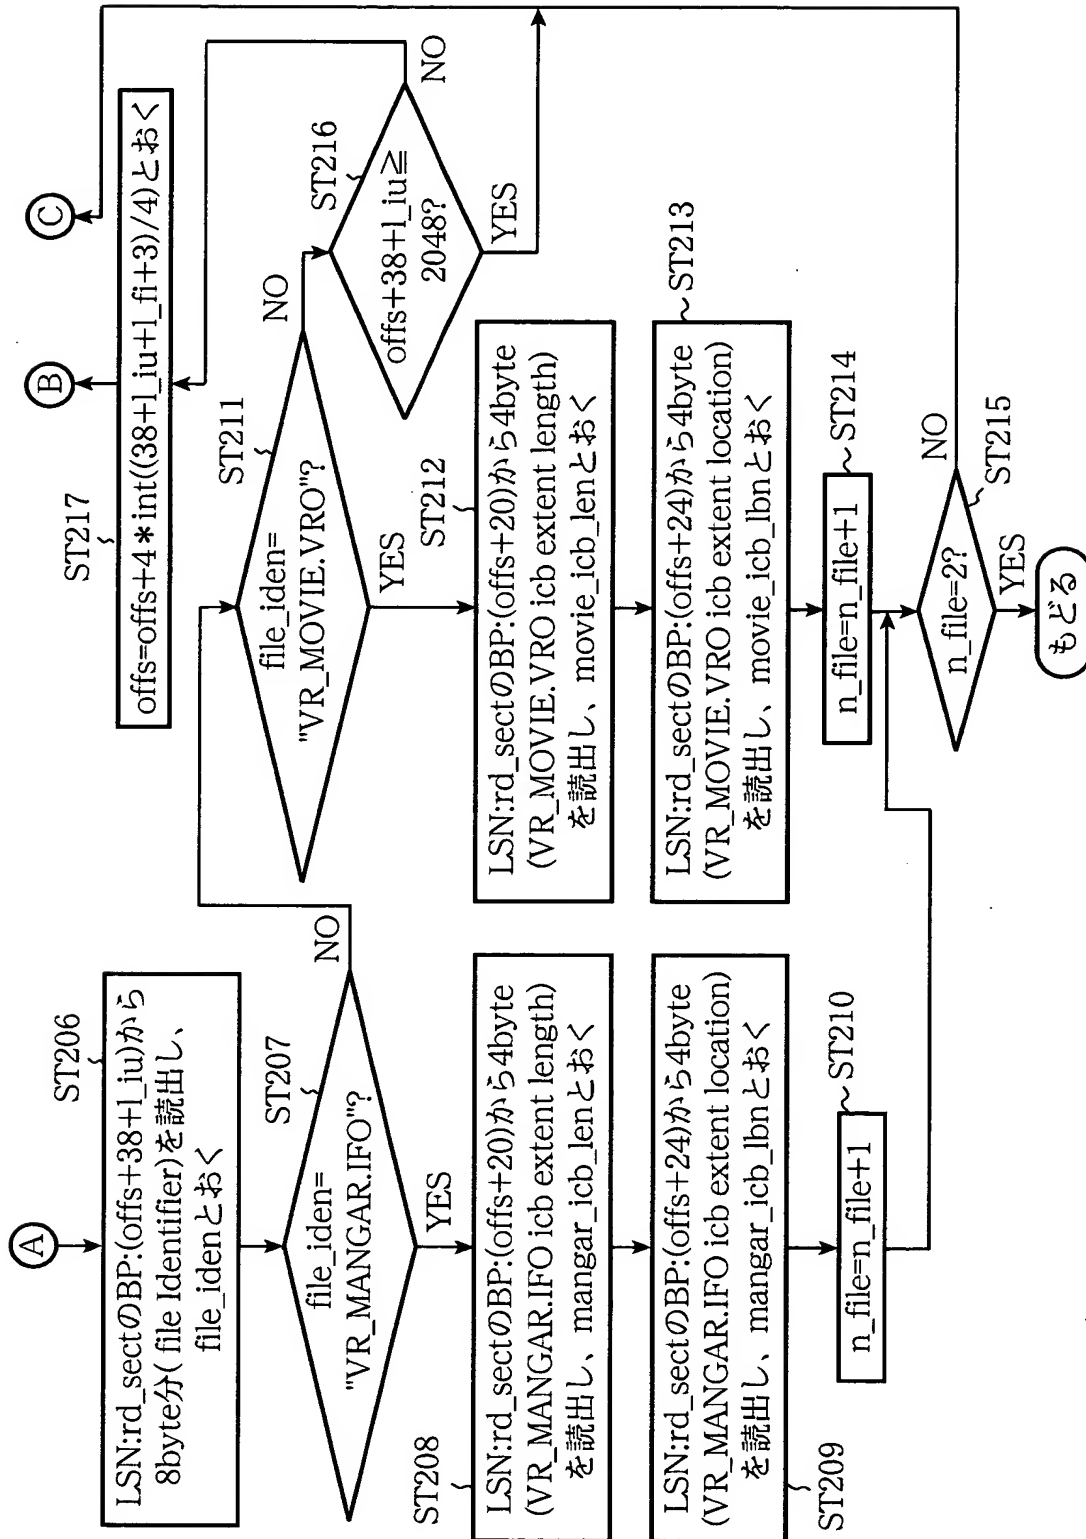 A
ST206
LSN:rd_sectのBP:(offs+38+l_iu)から
8byte分( file Identifier)を読出し、
file_idenとおく
ST207
file_iden=
"VR_MANGAR.IFO"?
NO
YES
ST208
LSN:rd_sectのBP:(offs+20)から4byte
(VR_MANGAR.IFO icb extent length)
を読出し、mangar_icb_lenとおく
ST209
LSN:rd_sectのBP:(offs+24)から4byte
(VR_MANGAR.IFO icb extent location)
を読出し、mangar_icb_lbnとおく
ST210
n_file=n_file+1
ST211
file_iden=
"VR_MOVIE.VRO"?
NO
YES
ST212
LSN:rd_sectのBP:(offs+20)から4byte
(VR_MOVIE.VRO icb extent length)
を読出し、movie_icb_lenとおく
ST213
LSN:rd_sectのBP:(offs+24)から4byte
(VR_MOVIE.VRO icb extent location)
を読出し、movie_icb_lbnとおく
ST214
n_file=n_file+1
ST215
n_file=2?
NO
YES
もどる
ST216
offs+38+l_iu≧
2048?
NO
YES
ST217
offs=offs+4*int((38+l_iu+l_fi+3)/4)とおく
B
C